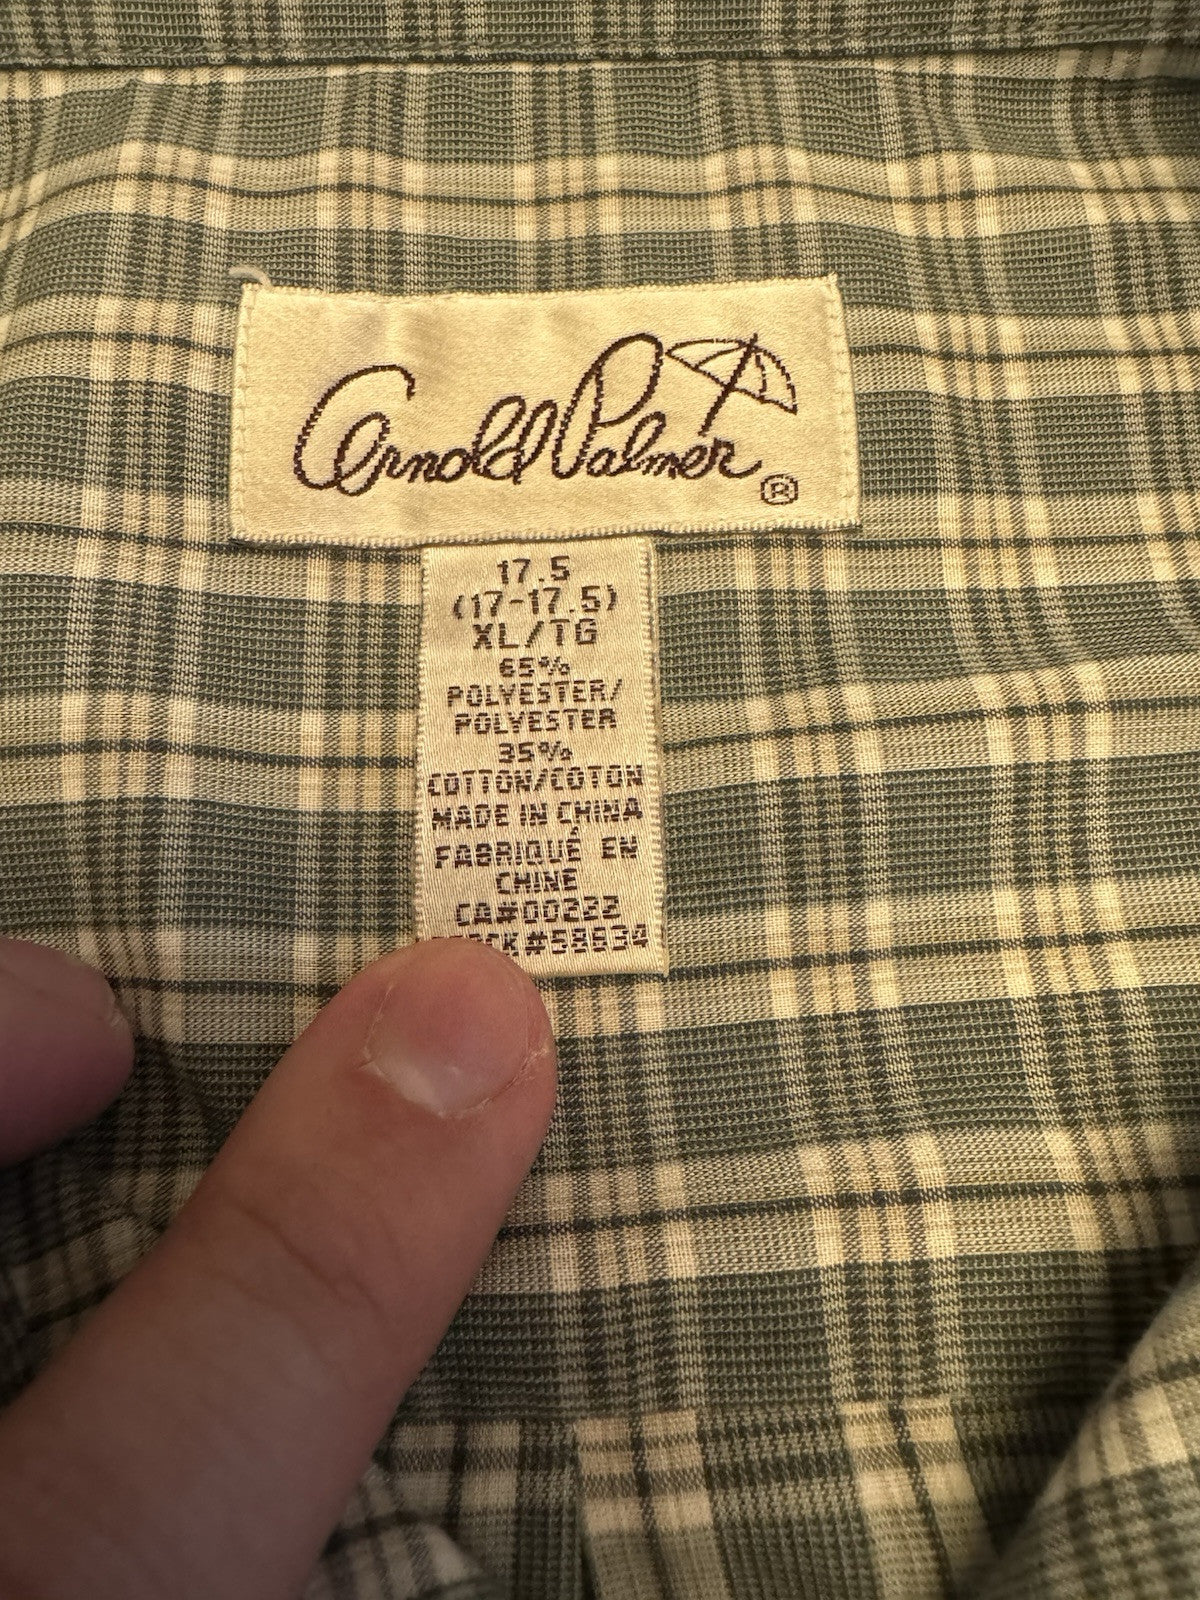 Arnold Palmer ®
17.5
(17-17.5)
XL/TG
65%
POLYESTER/
POLYESTER
35%
COTTON/COTON
MADE IN CHINA
FABRIQUÉ EN
CHINE
CA#00222